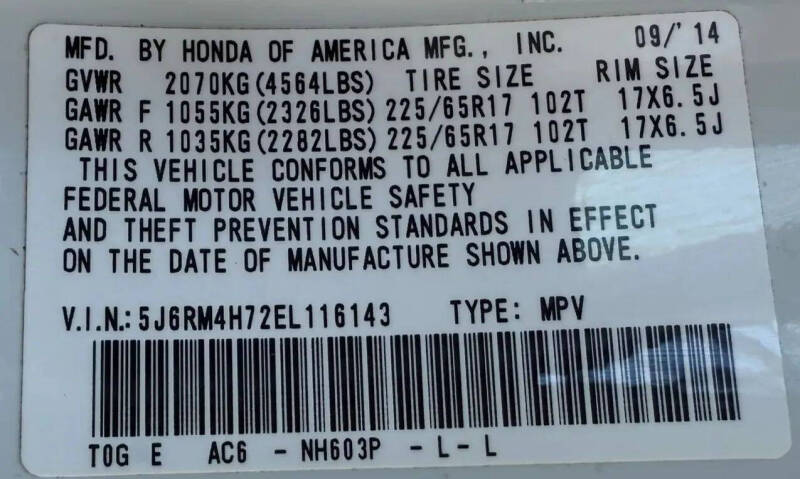 MFD. BY HONDA OF AMERICA MFG., INC. 09/'14
GVWR 2070KG(4564LBS) TIRE SIZE RIM SIZE
GAWR F 1055KG(2326LBS) 225/65R17 102T 17X6.5J
GAWR R 1035KG(2282LBS) 225/65R17 102T 17X6.5J
THIS VEHICLE CONFORMS TO ALL APPLICABLE
FEDERAL MOTOR VEHICLE SAFETY
AND THEFT PREVENTION STANDARDS IN EFFECT
ON THE DATE OF MANUFACTURE SHOWN ABOVE.
V.I.N.: 5J6RM4H72EL116143 TYPE: MPV
TOG E AC6 - NH603P - L - L